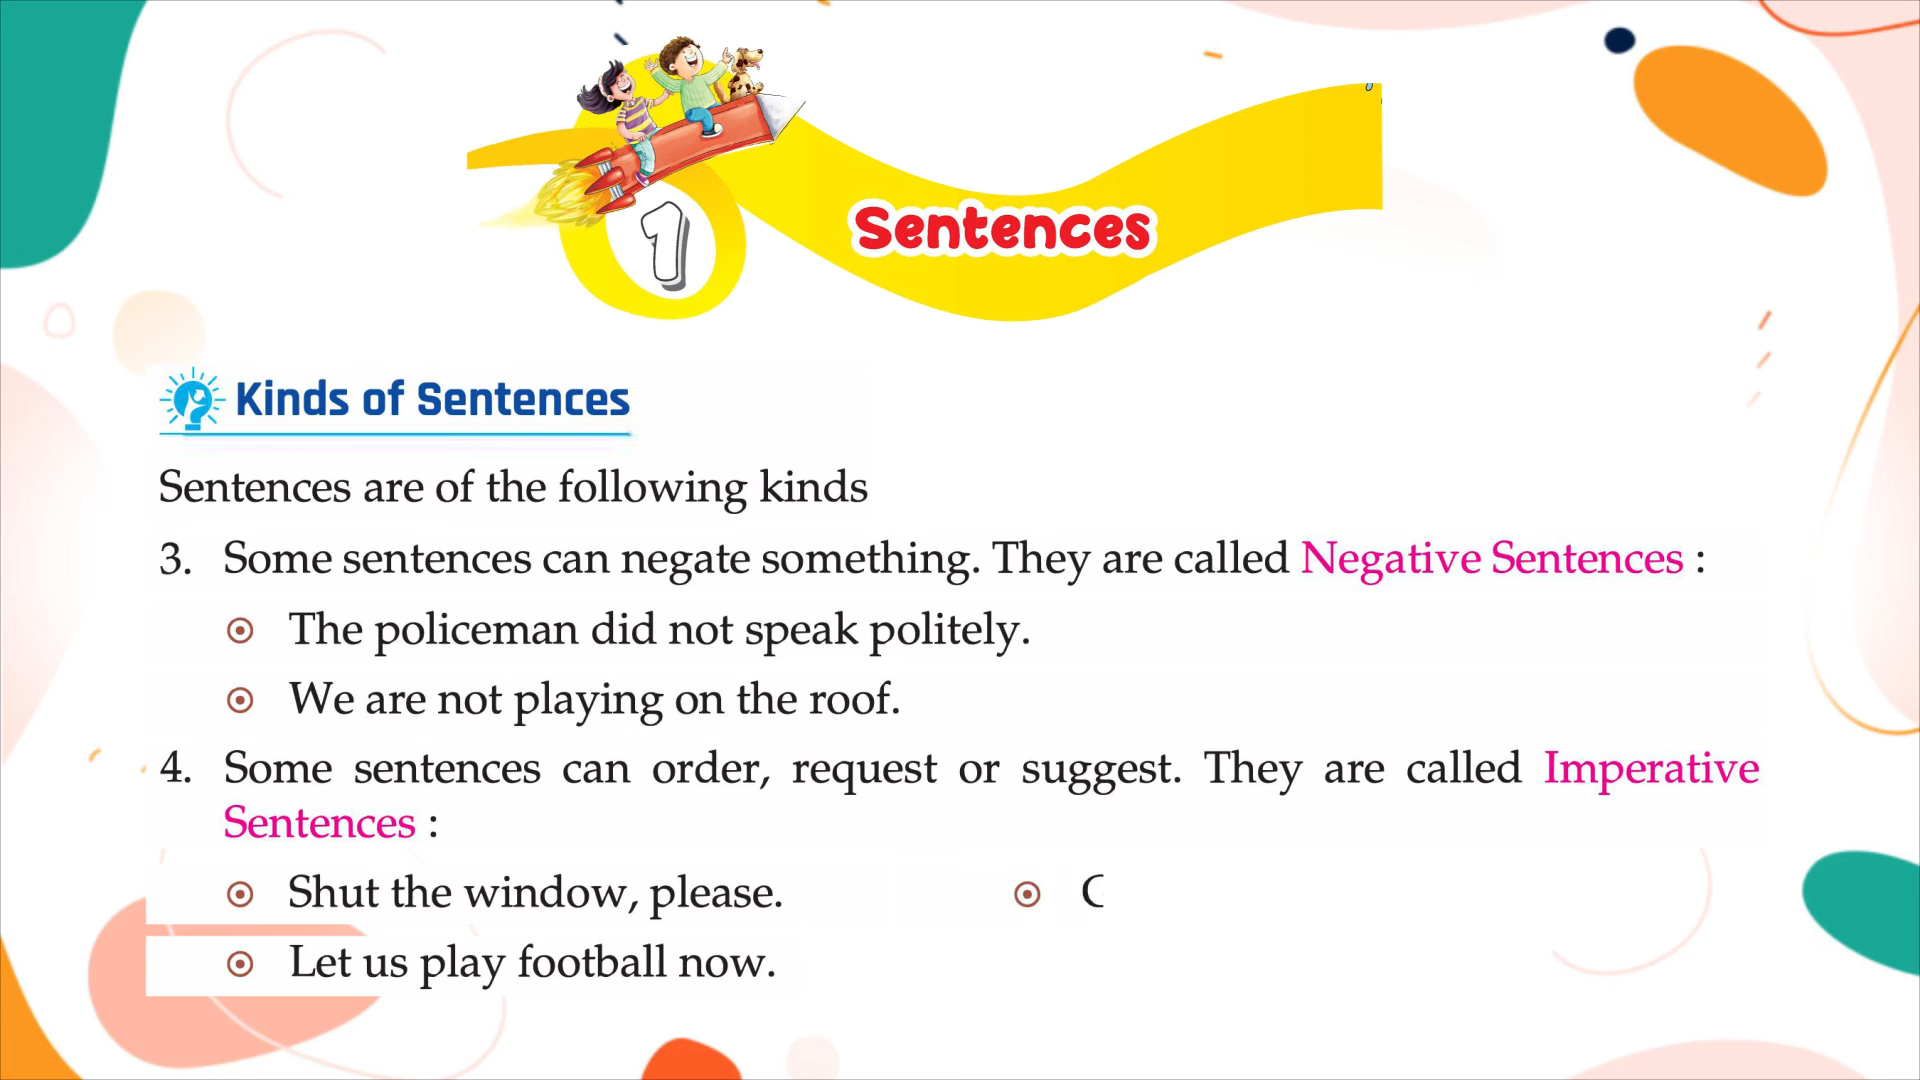 1
Sentences
Kinds of Sentences
Sentences are of the following kinds
3. Some sentences can negate something. They are called Negative Sentences :
⊙ The policeman did not speak politely.
⊙ We are not playing on the roof.
4. Some sentences can order, request or suggest. They are called Imperative
Sentences :
⊙ Shut the window, please. ⊙
⊙ Let us play football now.